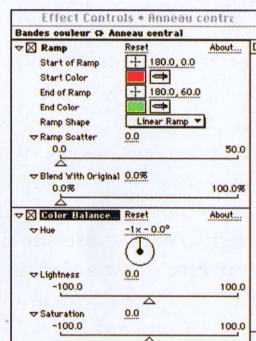 Effect Controls • Anneau centra
Bandes couleur Anneau central
Ramp Reset About...
Start of Ramp 180.0, 0.0
Start Color
End of Ramp 180.0, 60.0
End Color
Ramp Shape Linear Ramp
Ramp Scatter 0.0
0.0 50.0
Blend With Original 0.0%
0.0% 100.0%
Color Balance... Reset About...
Hue -1x - 0.0°
Lightness 0.0
-100.0 100.0
Saturation 0.0
-100.0 100.0